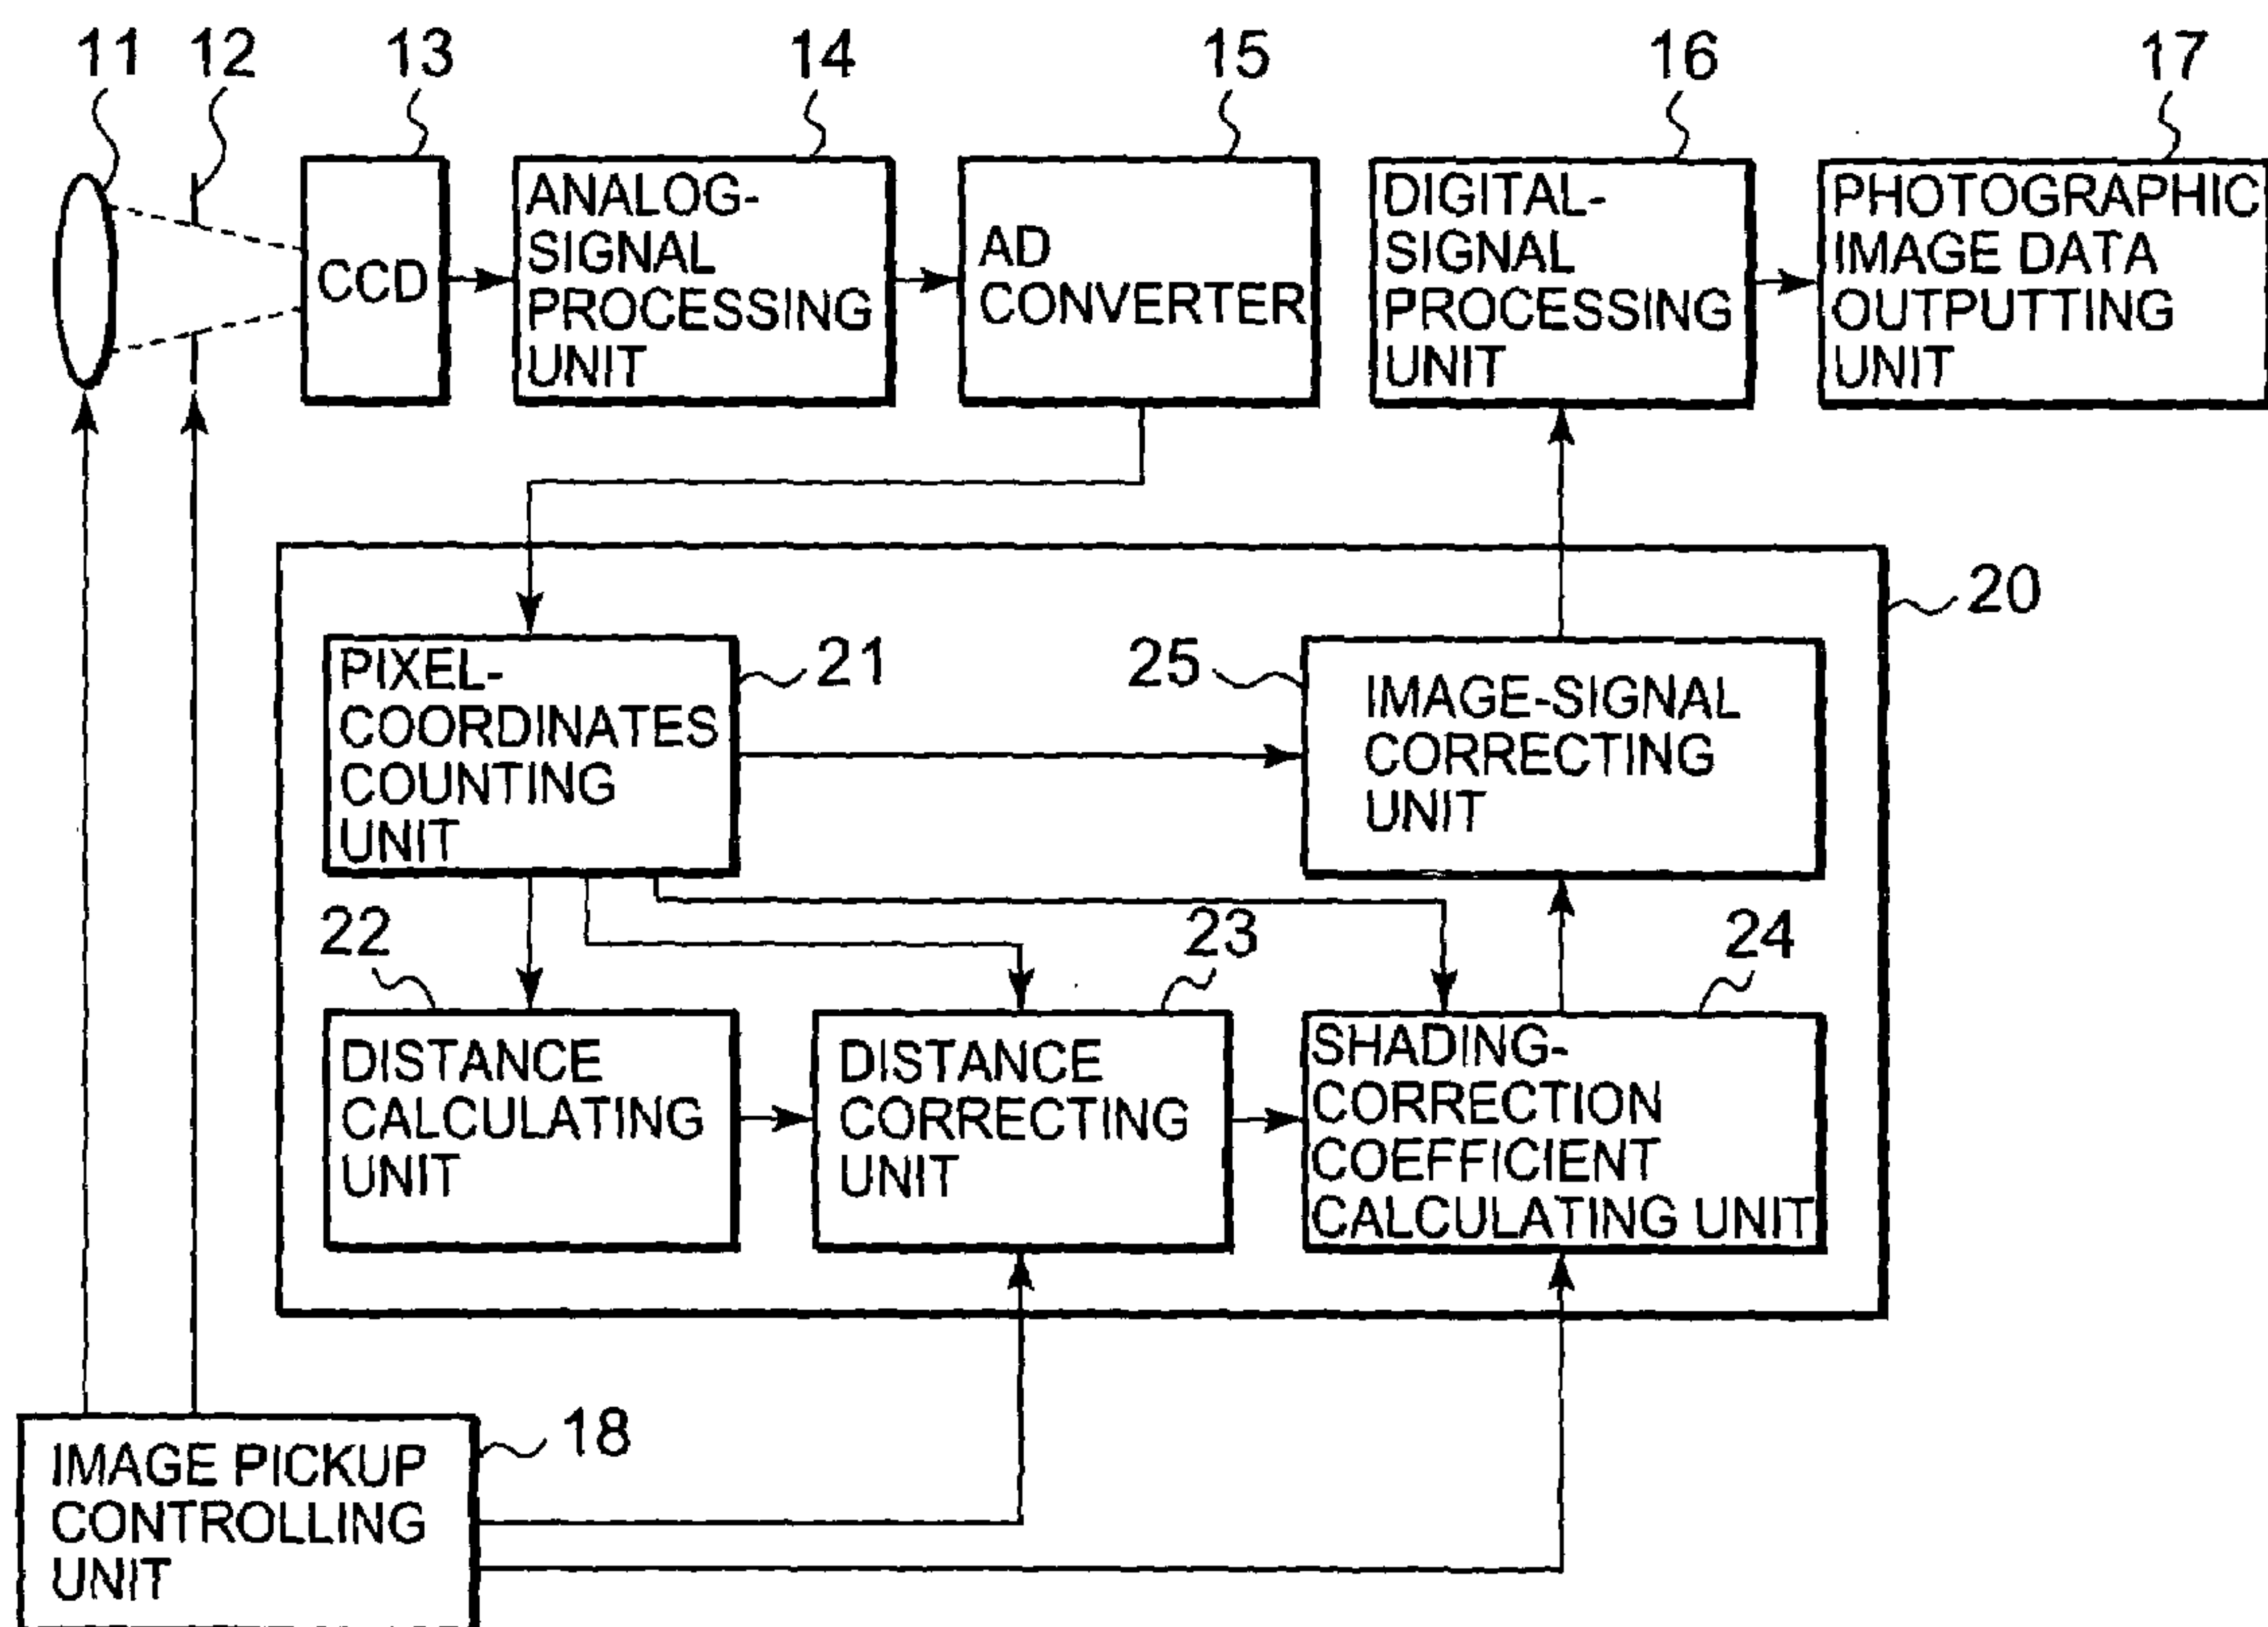 11
12
13
14
15
16
17
CCD
ANALOG-
SIGNAL
PROCESSING
UNIT
AD
CONVERTER
DIGITAL-
SIGNAL
PROCESSING
UNIT
PHOTOGRAPHIC
IMAGE DATA
OUTPUTTING
UNIT
20
PIXEL-
COORDINATES
COUNTING
UNIT
21
25
IMAGE-SIGNAL
CORRECTING
UNIT
22
23
24
DISTANCE
CALCULATING
UNIT
DISTANCE
CORRECTING
UNIT
SHADING-
CORRECTION
COEFFICIENT
CALCULATING UNIT
18
IMAGE PICKUP
CONTROLLING
UNIT